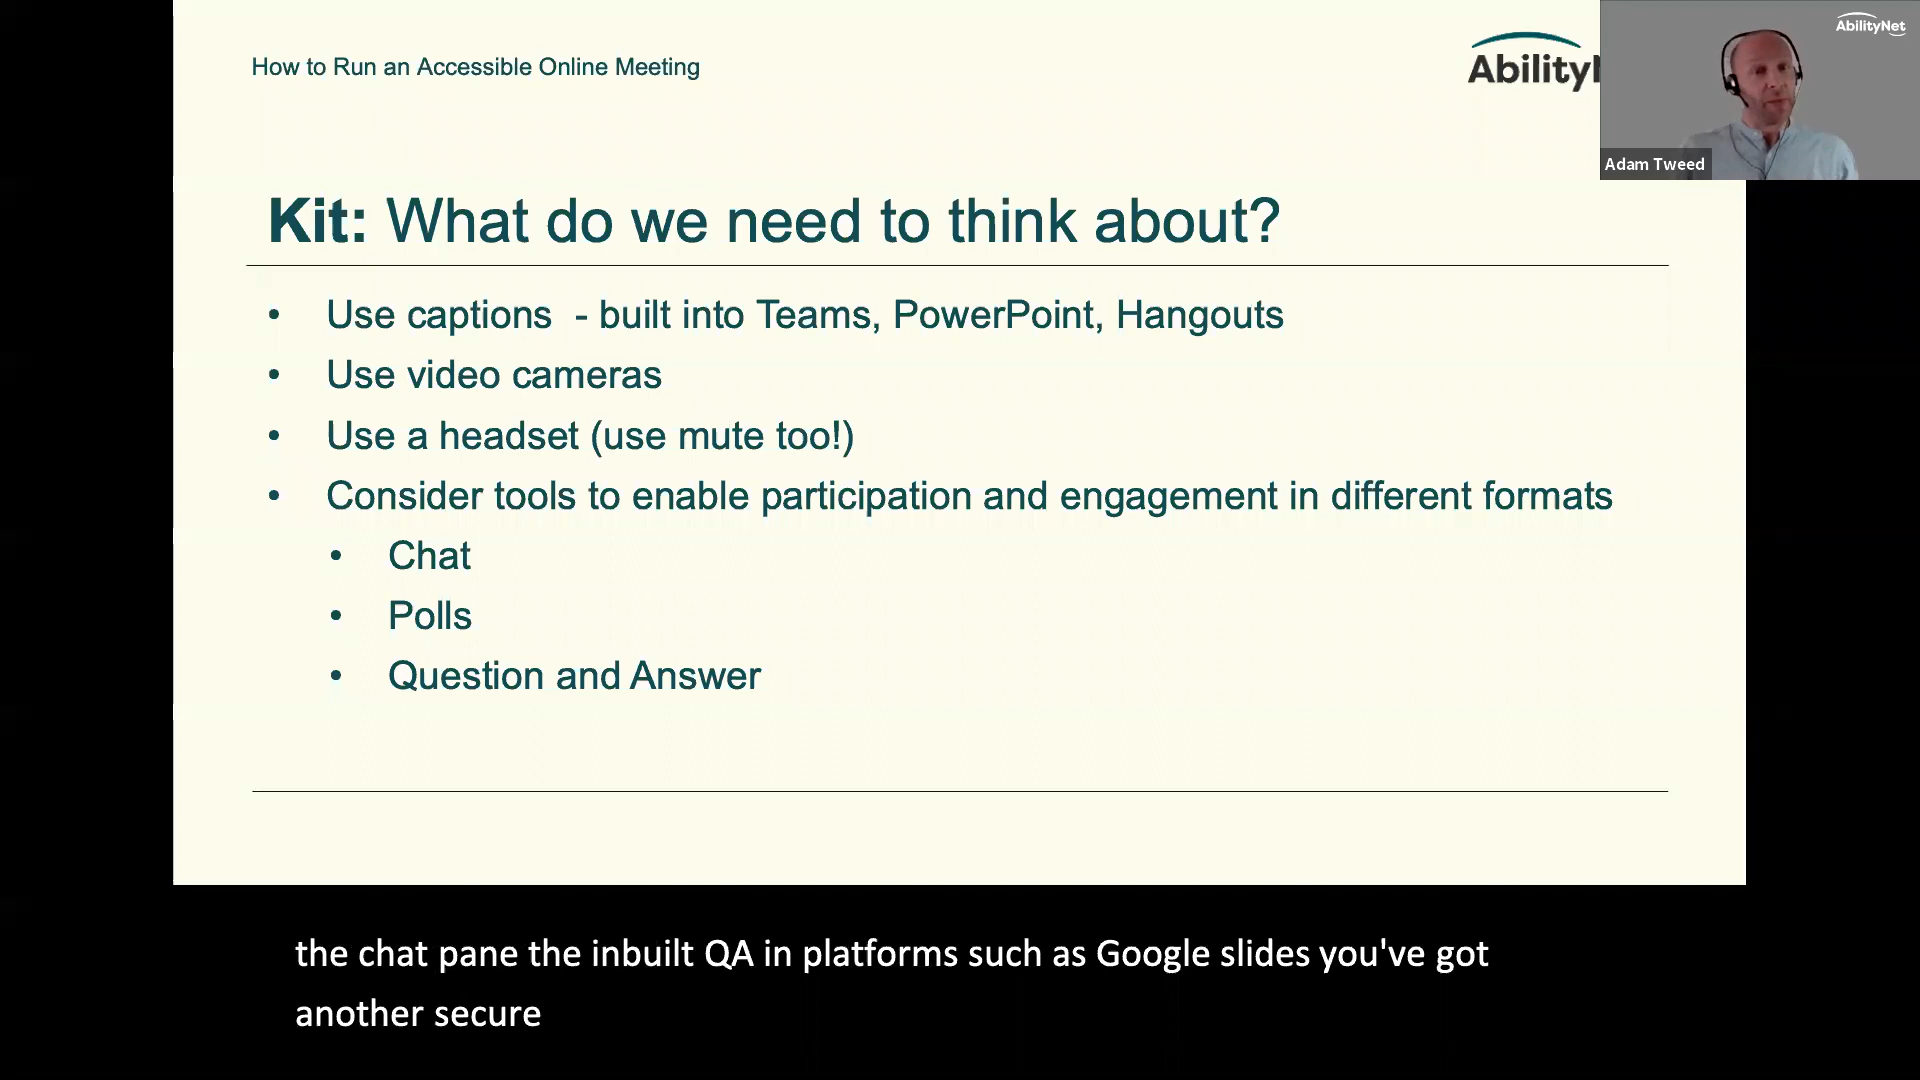 How to Run an Accessible Online Meeting
AbilityN
AbilityNet
Adam Tweed
Kit: What do we need to think about?
• Use captions - built into Teams, PowerPoint, Hangouts
• Use video cameras
• Use a headset (use mute too!)
• Consider tools to enable participation and engagement in different formats
• Chat
• Polls
• Question and Answer
the chat pane the inbuilt QA in platforms such as Google slides you've got
another secure